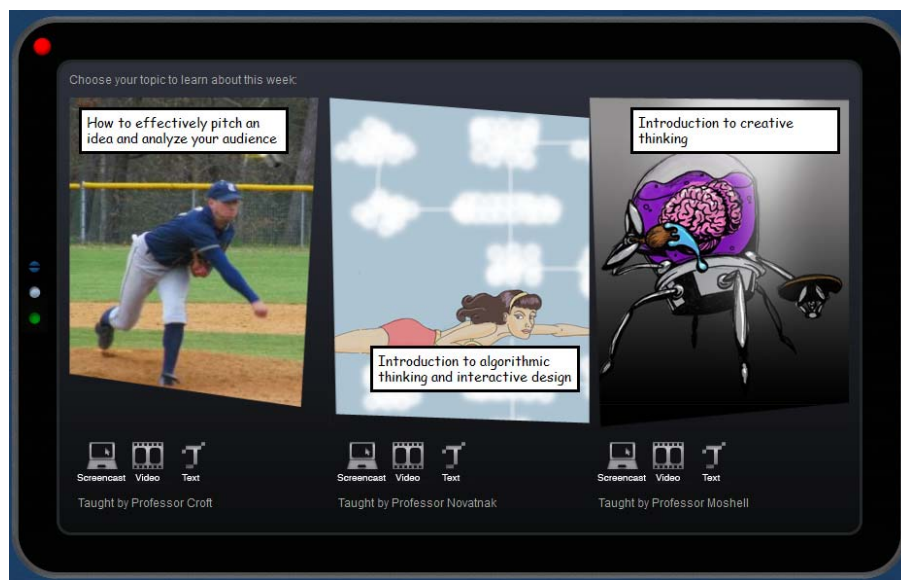 Choose your topic to learn about this week:
How to effectively pitch an
idea and analyze your audience
Introduction to algorithmic
thinking and interactive design
Introduction to creative
thinking
Screencast Video Text
Taught by Professor Croft
Screencast Video Text
Taught by Professor Novatnak
Screencast Video Text
Taught by Professor Moshell